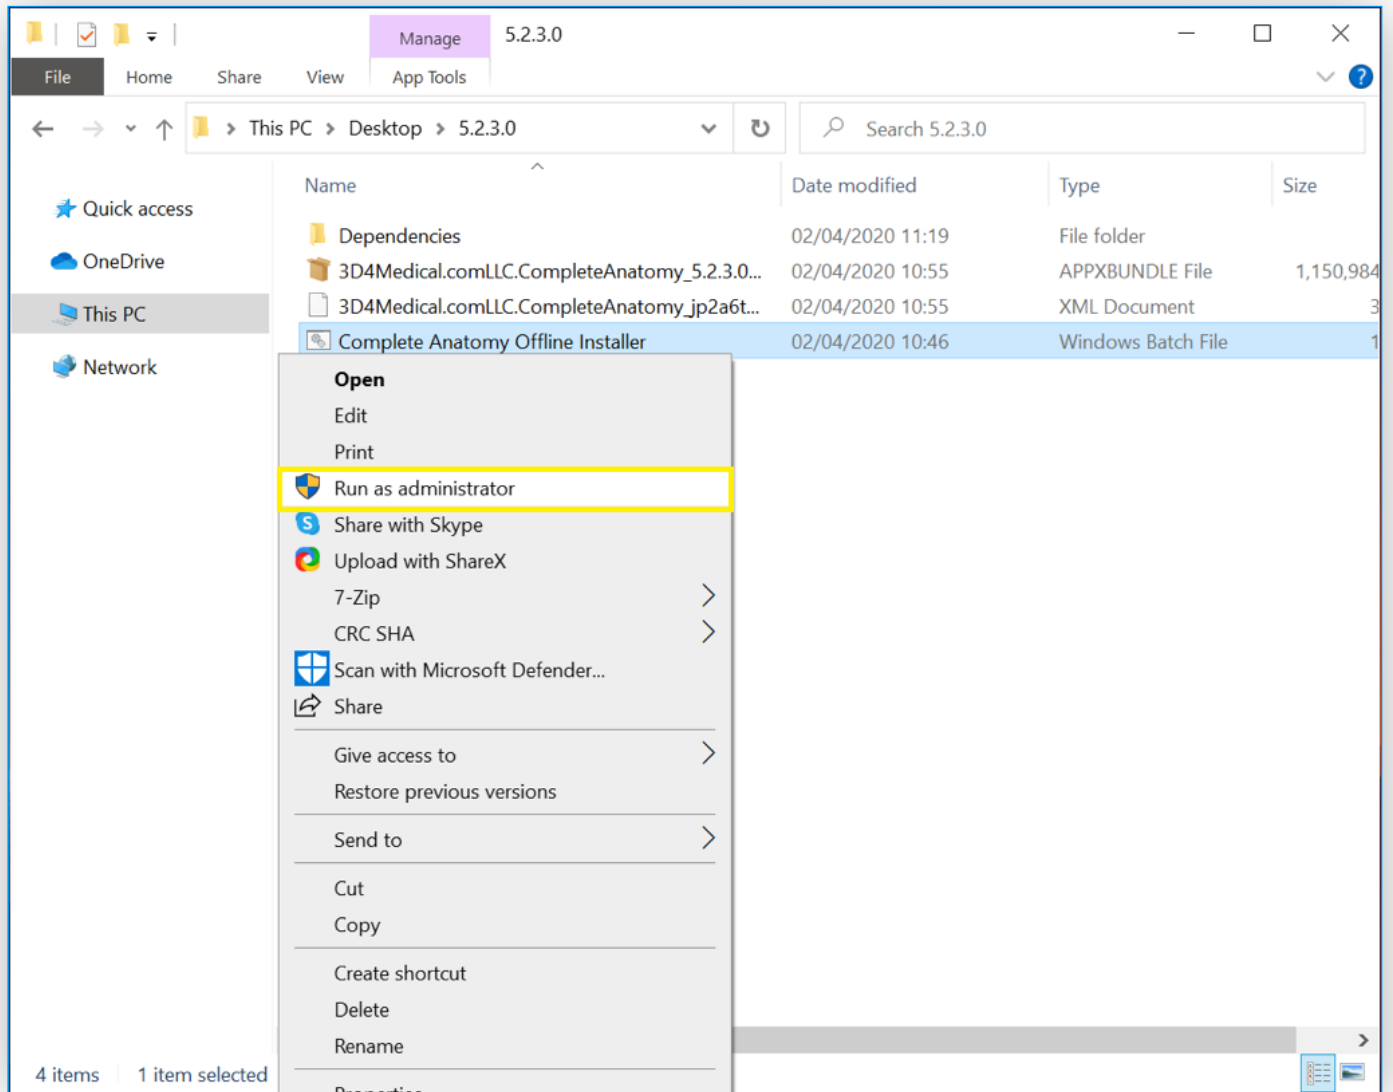 Manage
5.2.3.0
File
Home
Share
View
App Tools
This PC > Desktop > 5.2.3.0
Search 5.2.3.0
Name
Date modified
Type
Size
Quick access
OneDrive
This PC
Network
Dependencies
02/04/2020 11:19
File folder
3D4Medical.comLLC.CompleteAnatomy_5.2.3.0...
02/04/2020 10:55
APPXBUNDLE File
1,150,984
3D4Medical.comLLC.CompleteAnatomy_jp2a6t...
02/04/2020 10:55
XML Document
3
Complete Anatomy Offline Installer
02/04/2020 10:46
Windows Batch File
1
Open
Edit
Print
Run as administrator
Share with Skype
Upload with ShareX
7-Zip
CRC SHA
Scan with Microsoft Defender...
Share
Give access to
Restore previous versions
Send to
Cut
Copy
Create shortcut
Delete
Rename
Properties
4 items
1 item selected